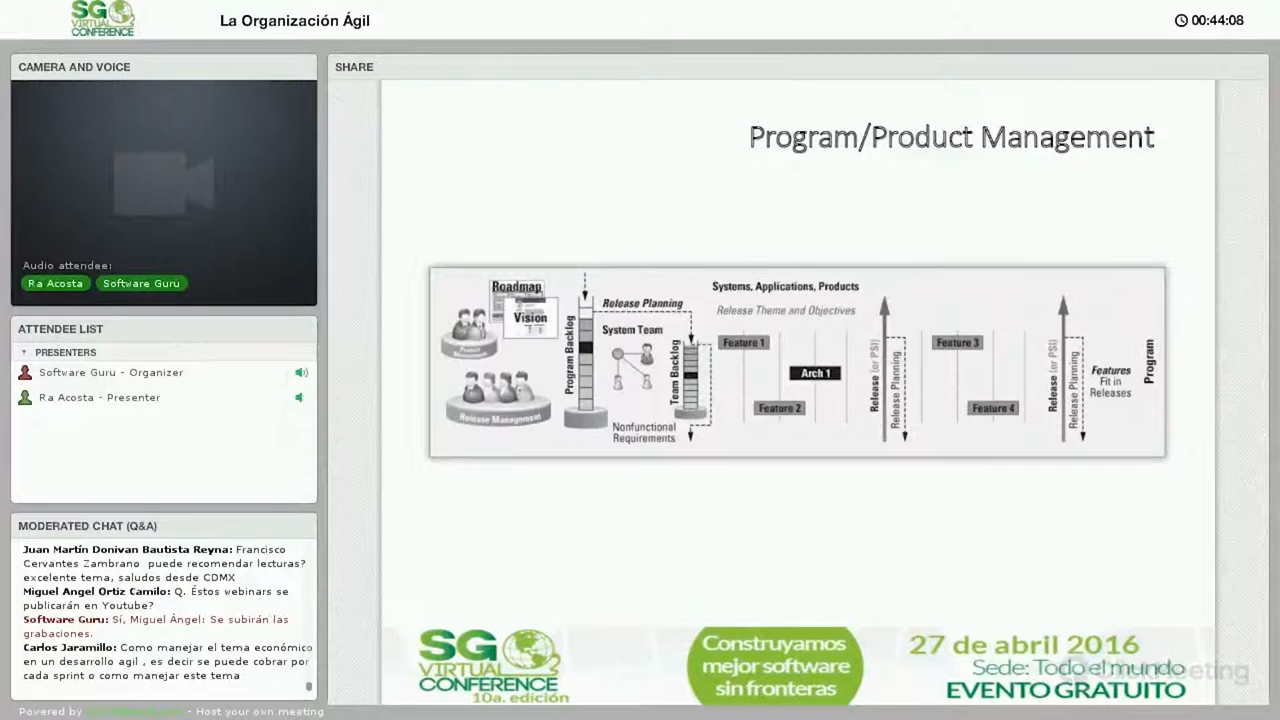 SG
VIRTUAL
CONFERENCE
La Organización Ágil
00:44:08
CAMERA AND VOICE
Audio attendee:
Ra Acosta
Software Guru
ATTENDEE LIST
PRESENTERS
Software Guru - Organizer
Ra Acosta - Presenter
MODERATED CHAT (Q&A)
Juan Martín Donivan Bautista Reyna: Francisco
Cervantes Zambrano puede recomendar lecturas?
excelente tema, saludos desde CDMX
Miguel Angel Ortiz Camilo: Q. Éstos webinars se
publicarán en Youtube?
Software Guru: Sí, Miguel Ángel: Se subirán las
grabaciones.
Carlos Jaramillo: Como manejar el tema económico
en un desarrollo agil , es decir se puede cobrar por
cada sprint o como manejar este tema
Powered by
- Host your own meeting
SHARE
Program/Product Management
Roadmap
Vision
Management
Release Management
Program Backlog
Release Planning
System Team
Team Backlog
Nonfunctional
Requirements
Systems, Applications, Products
Release Theme and Objectives
Feature 1
Arch 1
Feature 2
Release (or PSI)
Release Planning
Feature 3
Feature 4
Release (or PSI)
Release Planning
Features
Fit in
Releases
Program
SG
VIRTUAL
CONFERENCE
10a. edición
Construyamos
mejor software
sin fronteras
27 de abril 2016
Sede: Todo el mundo
EVENTO GRATUITO
ClickMeeting